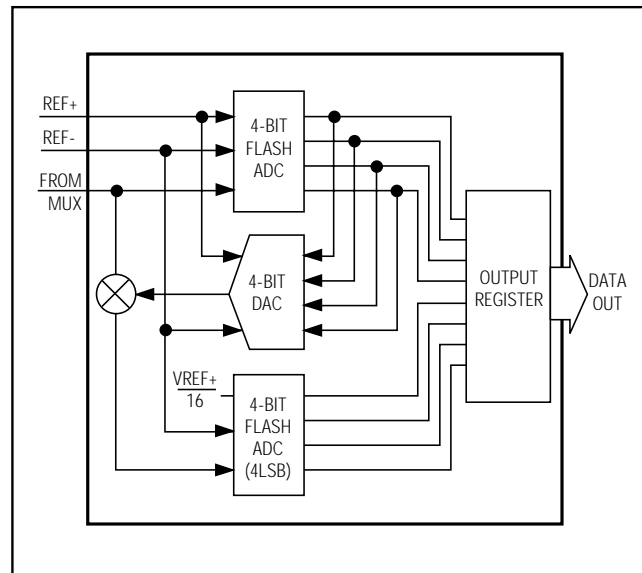 REF+
REF-
FROM
MUX
4-BIT
FLASH
ADC
4-BIT
DAC
VREF+
16
4-BIT
FLASH
ADC
(4LSB)
OUTPUT
REGISTER
DATA
OUT